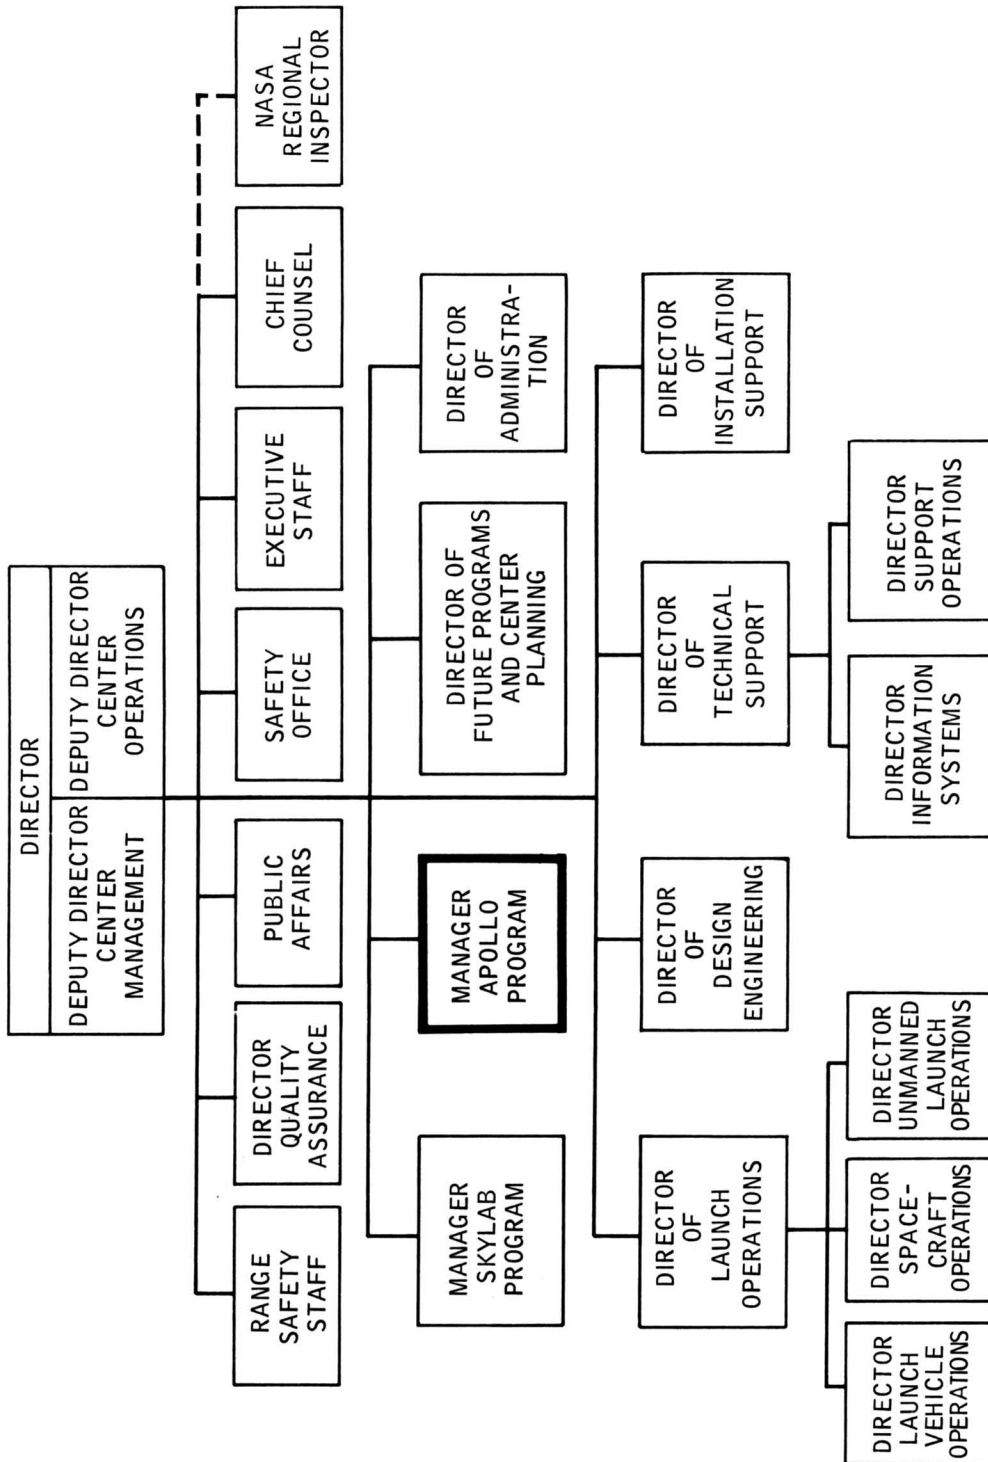 DIRECTOR
DEPUTY DIRECTOR
CENTER
MANAGEMENT
DEPUTY DIRECTOR
CENTER
OPERATIONS
RANGE
SAFETY
STAFF
DIRECTOR
QUALITY
ASSURANCE
PUBLIC
AFFAIRS
SAFETY
OFFICE
EXECUTIVE
STAFF
CHIEF
COUNSEL
NASA
REGIONAL
INSPECTOR
MANAGER
SKYLAB
PROGRAM
MANAGER
APOLLO
PROGRAM
DIRECTOR OF
FUTURE PROGRAMS
AND CENTER
PLANNING
DIRECTOR
OF
ADMINISTRA-
TION
DIRECTOR
OF
LAUNCH
OPERATIONS
DIRECTOR
OF
DESIGN
ENGINEERING
DIRECTOR
OF
TECHNICAL
SUPPORT
DIRECTOR
OF
INSTALLATION
SUPPORT
DIRECTOR
LAUNCH
VEHICLE
OPERATIONS
DIRECTOR
SPACE-
CRAFT
OPERATIONS
DIRECTOR
UNMANNED
LAUNCH
OPERATIONS
DIRECTOR
INFORMATION
SYSTEMS
DIRECTOR
SUPPORT
OPERATIONS